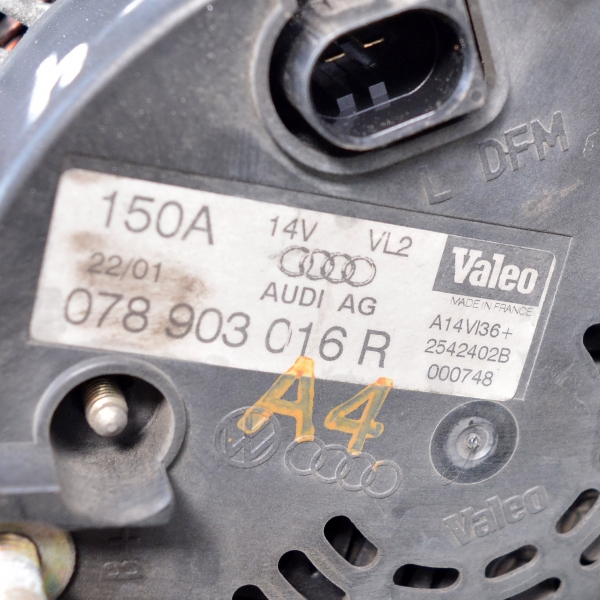 L DFM
150A 14V VL2 Valeo
22/01 AUDI AG MADE IN FRANCE
078 903 016 R A14VI36+
2542402B
000748
A4
Valeo
B+